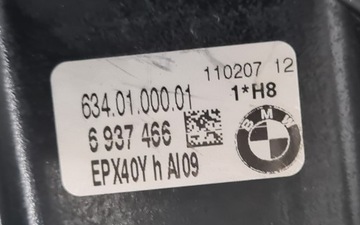 110207 12
634.01.000.01
1*H8
6 937 466
BMW
EPX40Y h AI09